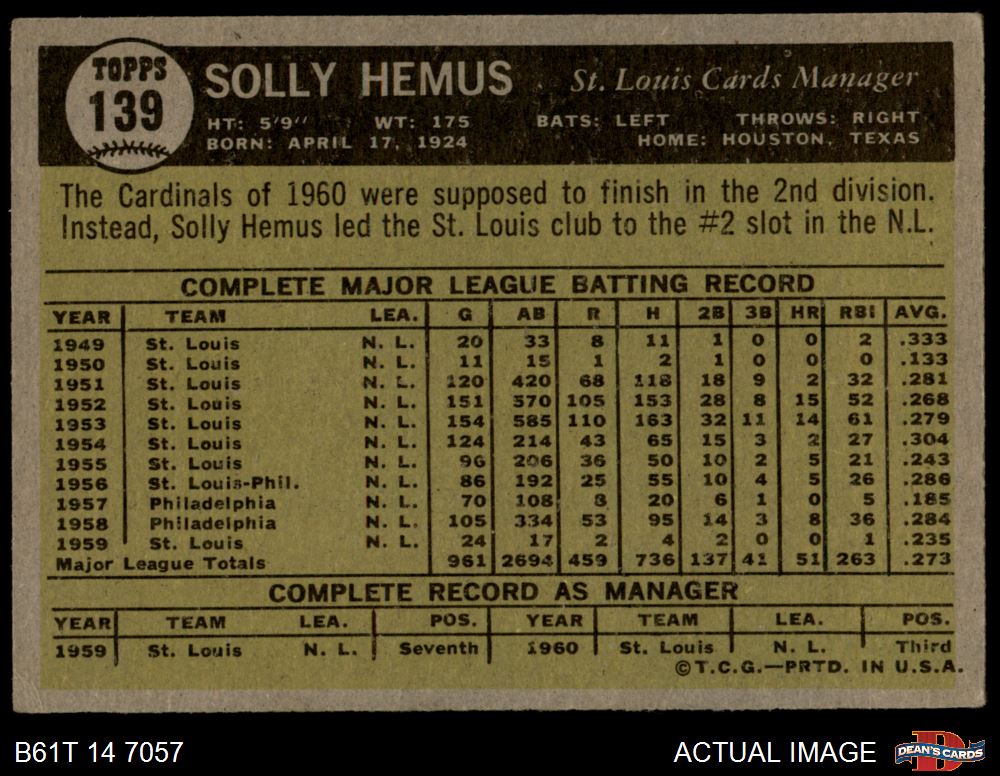 TOPPS
139
SOLLY HEMUS St. Louis Cards Manager
HT: 5'9'' WT: 175 BATS: LEFT THROWS: RIGHT
BORN: APRIL 17, 1924 HOME: HOUSTON, TEXAS
The Cardinals of 1960 were supposed to finish in the 2nd division.
Instead, Solly Hemus led the St. Louis club to the #2 slot in the N.L.
COMPLETE MAJOR LEAGUE BATTING RECORD
YEAR TEAM LEA. G AB R H 2B 3B HR RBI AVG.
1949 St. Louis N. L. 20 33 8 11 1 0 0 2 .333
1950 St. Louis N. L. 11 15 1 2 1 0 0 0 .133
1951 St. Louis N. L. 120 420 68 118 18 9 2 32 .281
1952 St. Louis N. L. 151 570 105 153 28 8 15 52 .268
1953 St. Louis N. L. 154 585 110 163 32 11 14 61 .279
1954 St. Louis N. L. 124 214 43 65 15 3 2 27 .304
1955 St. Louis N. L. 96 206 36 50 10 2 5 21 .243
1956 St. Louis-Phil. N. L. 86 192 25 55 10 4 5 26 .286
1957 Philadelphia N. L. 70 108 8 20 6 1 0 5 .185
1958 Philadelphia N. L. 105 334 53 95 14 3 8 36 .284
1959 St. Louis N. L. 24 17 2 4 2 0 0 1 .235
Major League Totals 961 2694 459 736 137 41 51 263 .273
COMPLETE RECORD AS MANAGER
YEAR TEAM LEA. POS. YEAR TEAM LEA. POS.
1959 St. Louis N. L. Seventh 1960 St. Louis N. L. Third
©T.C.G.—PRTD. IN U.S.A.
B61T 14 7057 ACTUAL IMAGE DEAN'S CARDS